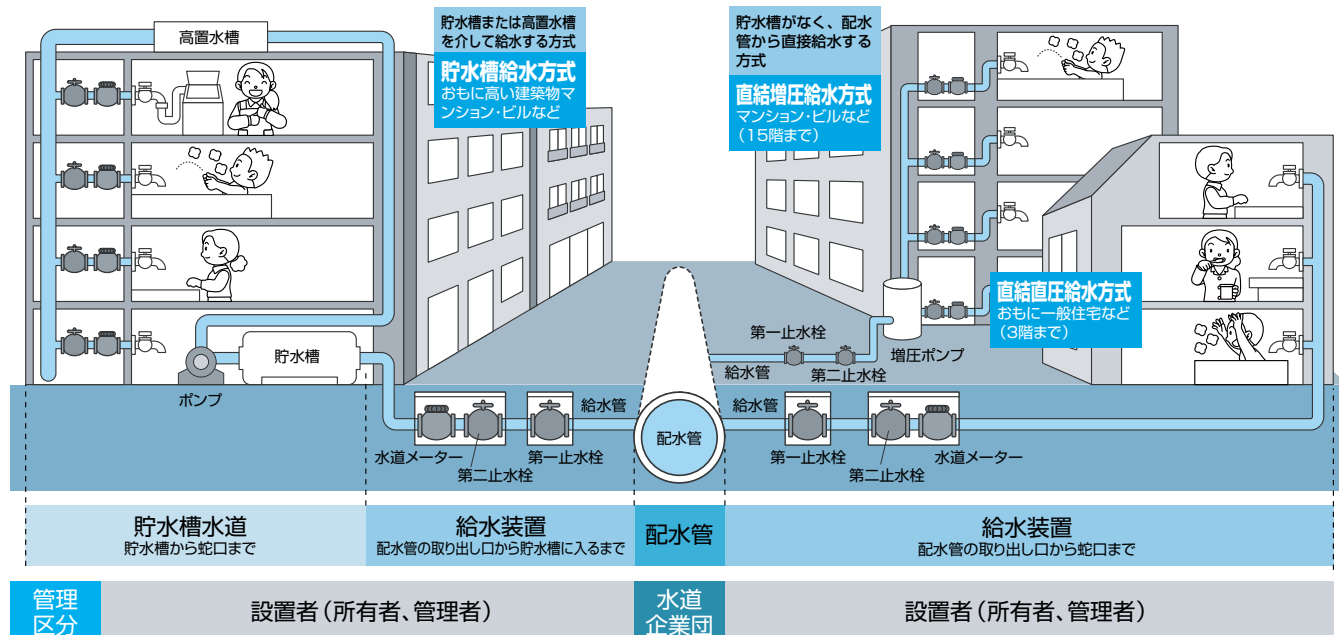 高置水槽
貯水槽または高置水槽
を介して給水する方式
貯水槽給水方式
おもに高い建築物マ
ンション・ビルなど
貯水槽がなく、配水
管から直接給水する
方式
直結増圧給水方式
マンション・ビルなど
(15階まで)
直結直圧給水方式
おもに一般住宅など
(3階まで)
第一止水栓
給水管
第二止水栓
増圧ポンプ
貯水槽
ポンプ
給水管
水道メーター
第二止水栓
第一止水栓
配水管
給水管
第一止水栓
第二止水栓
水道メーター
貯水槽水道
貯水槽から蛇口まで
給水装置
配水管の取り出し口から貯水槽に入るまで
配水管
給水装置
配水管の取り出し口から蛇口まで
管理
区分
設置者(所有者、管理者)
水道
企業団
設置者(所有者、管理者)